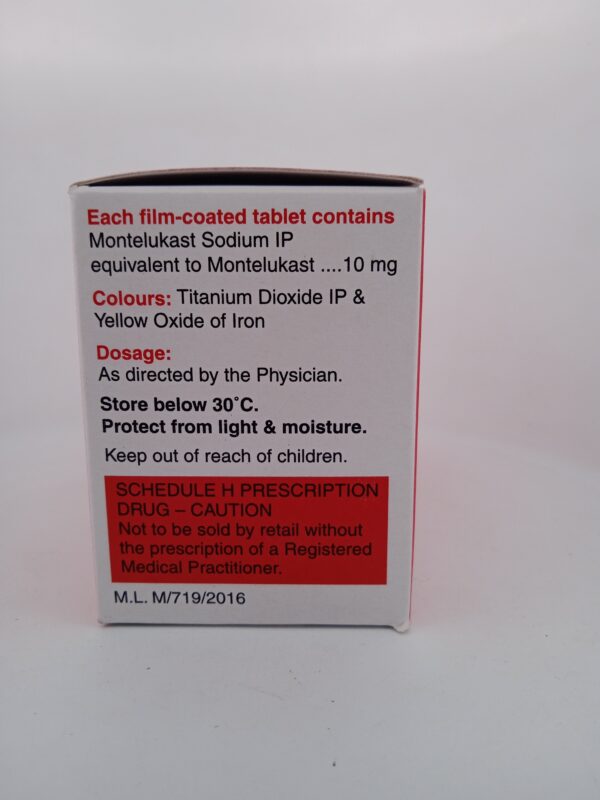 Each film-coated tablet contains
Montelukast Sodium IP
equivalent to Montelukast ....10 mg
Colours: Titanium Dioxide IP &
Yellow Oxide of Iron
Dosage:
As directed by the Physician.
Store below 30˚C.
Protect from light & moisture.
Keep out of reach of children.
SCHEDULE H PRESCRIPTION
DRUG – CAUTION
Not to be sold by retail without
the prescription of a Registered
Medical Practitioner.
M.L. M/719/2016